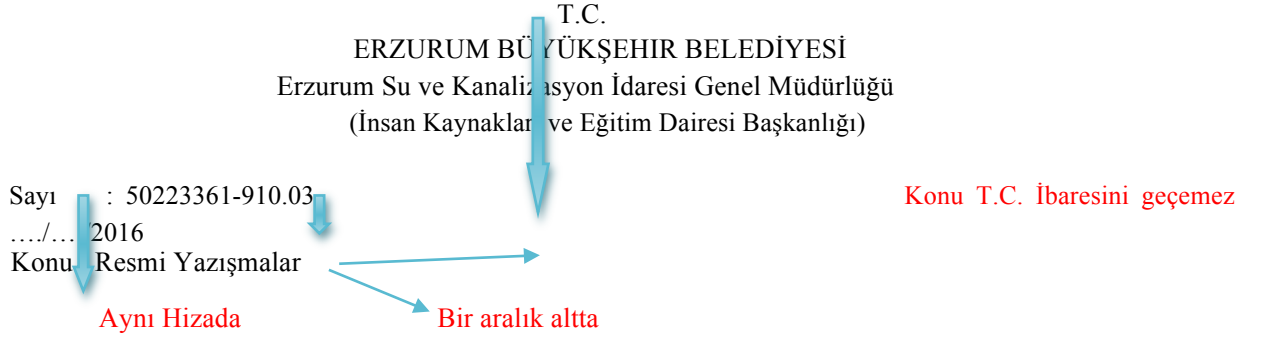 T.C.
ERZURUM BÜYÜKŞEHIR BELEDİYESİ
Erzurum Su ve Kanalizasyon İdaresi Genel Müdürlüğü
(İnsan Kaynakları ve Eğitim Dairesi Başkanlığı)
Sayı : 50223361-910.03 Konu T.C. İbaresini geçemez
…./…./2016
Konu : Resmi Yazışmalar
Aynı Hizada Bir aralık altta